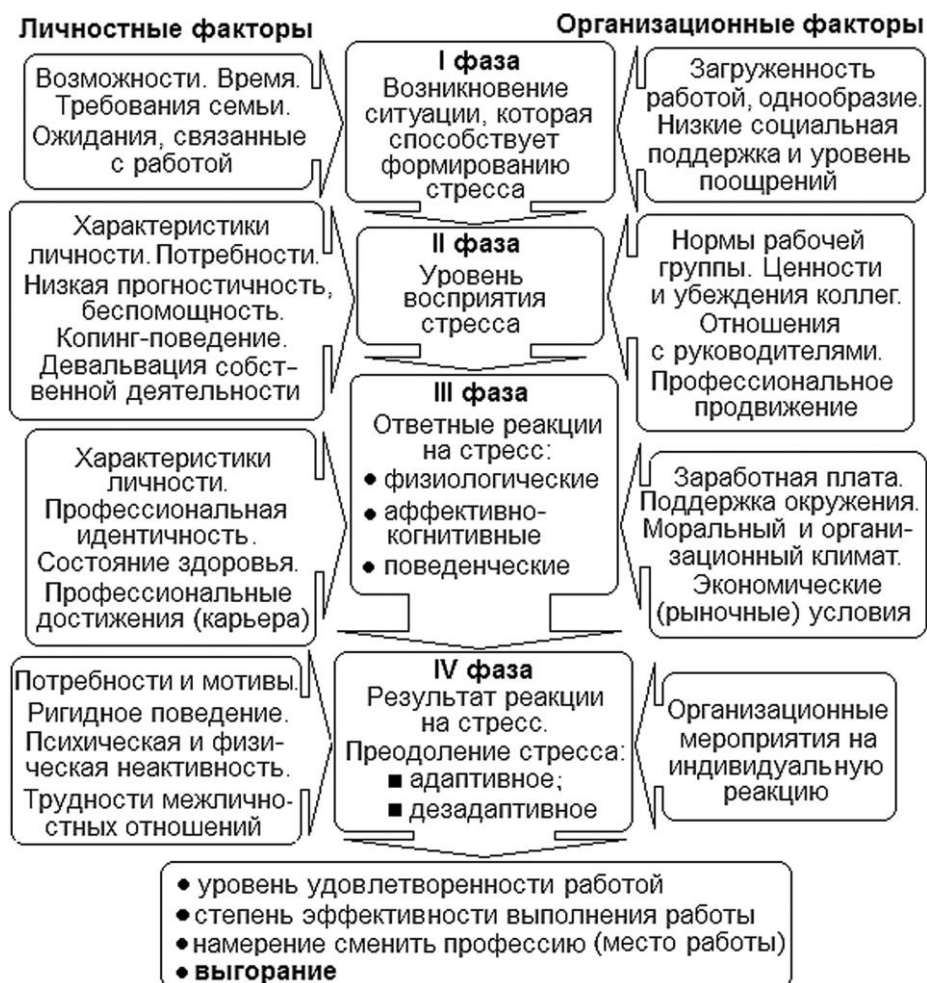 Личностные факторы
Организационные факторы
Возможности. Время.
Требования семьи.
Ожидания, связанные
с работой
I фаза
Возникновение
ситуации, которая
способствует
формированию
стресса
Загруженность
работой, однообразие.
Низкие социальная
поддержка и уровень
поощрений
Характеристики
личности. Потребности.
Низкая прогностичность,
беспомощность.
Копинг-поведение.
Девальвация собст-
венной деятельности
II фаза
Уровень
восприятия
стресса
Нормы рабочей
группы. Ценности
и убеждения коллег.
Отношения
с руководителями.
Профессиональное
продвижение
Характеристики
личности.
Профессиональная
идентичность.
Состояние здоровья.
Профессиональные
достижения (карьера)
III фаза
Ответные реакции
на стресс:
• физиологические
• аффективно-
когнитивные
• поведенческие
Заработная плата.
Поддержка окружения.
Моральный и органи-
зационный климат.
Экономические
(рыночные) условия
Потребности и мотивы.
Ригидное поведение.
Психическая и физи-
ческая неактивность.
Трудности межлично-
стных отношений
IV фаза
Результат реакции
на стресс.
Преодоление стресса:
■ адаптивное;
■ дезадаптивное
Организационные
мероприятия на
индивидуальную
реакцию
• уровень удовлетворенности работой
• степень эффективности выполнения работы
• намерение сменить профессию (место работы)
• выгорание